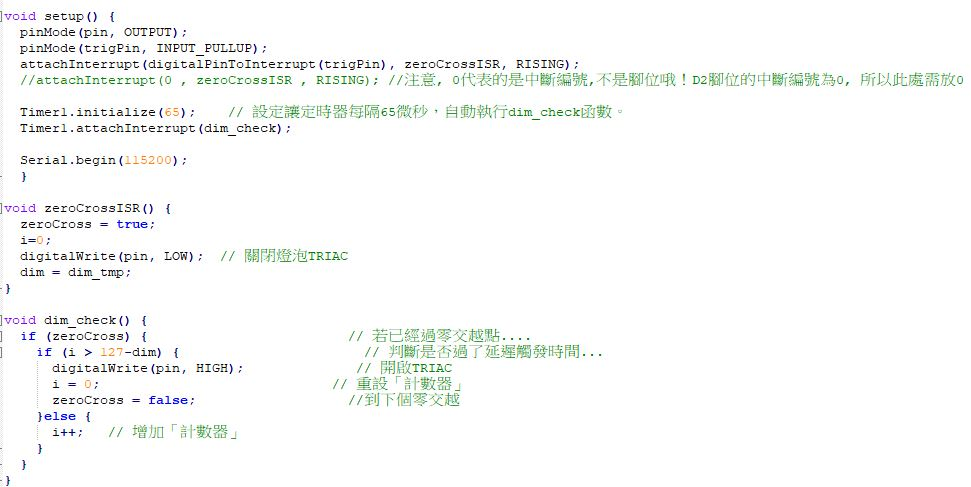 void setup() {
pinMode(pin, OUTPUT);
pinMode(trigPin, INPUT_PULLUP);
attachInterrupt(digitalPinToInterrupt(trigPin), zeroCrossISR, RISING);
//attachInterrupt(0 , zeroCrossISR , RISING); //注意, 0代表的是中斷編號,不是腳位哦！D2腳位的中斷編號為0, 所以此處需放0
Timer1.initialize(65);    // 設定讓定時器每隔65微秒，自動執行dim_check函數。
Timer1.attachInterrupt(dim_check);
Serial.begin(115200);
}
void zeroCrossISR() {
zeroCross = true;
i=0;
digitalWrite(pin, LOW);  // 關閉燈泡TRIAC
dim = dim_tmp;
}
void dim_check() {
if (zeroCross) {                         // 若已經過零交越點....
if (i > 127-dim) {                       // 判斷是否過了延遲觸發時間...
digitalWrite(pin, HIGH);              // 開啟TRIAC
i = 0;                             // 重設「計數器」
zeroCross = false;                   //到下個零交越
}else {
i++;   // 增加「計數器」
}
}
}